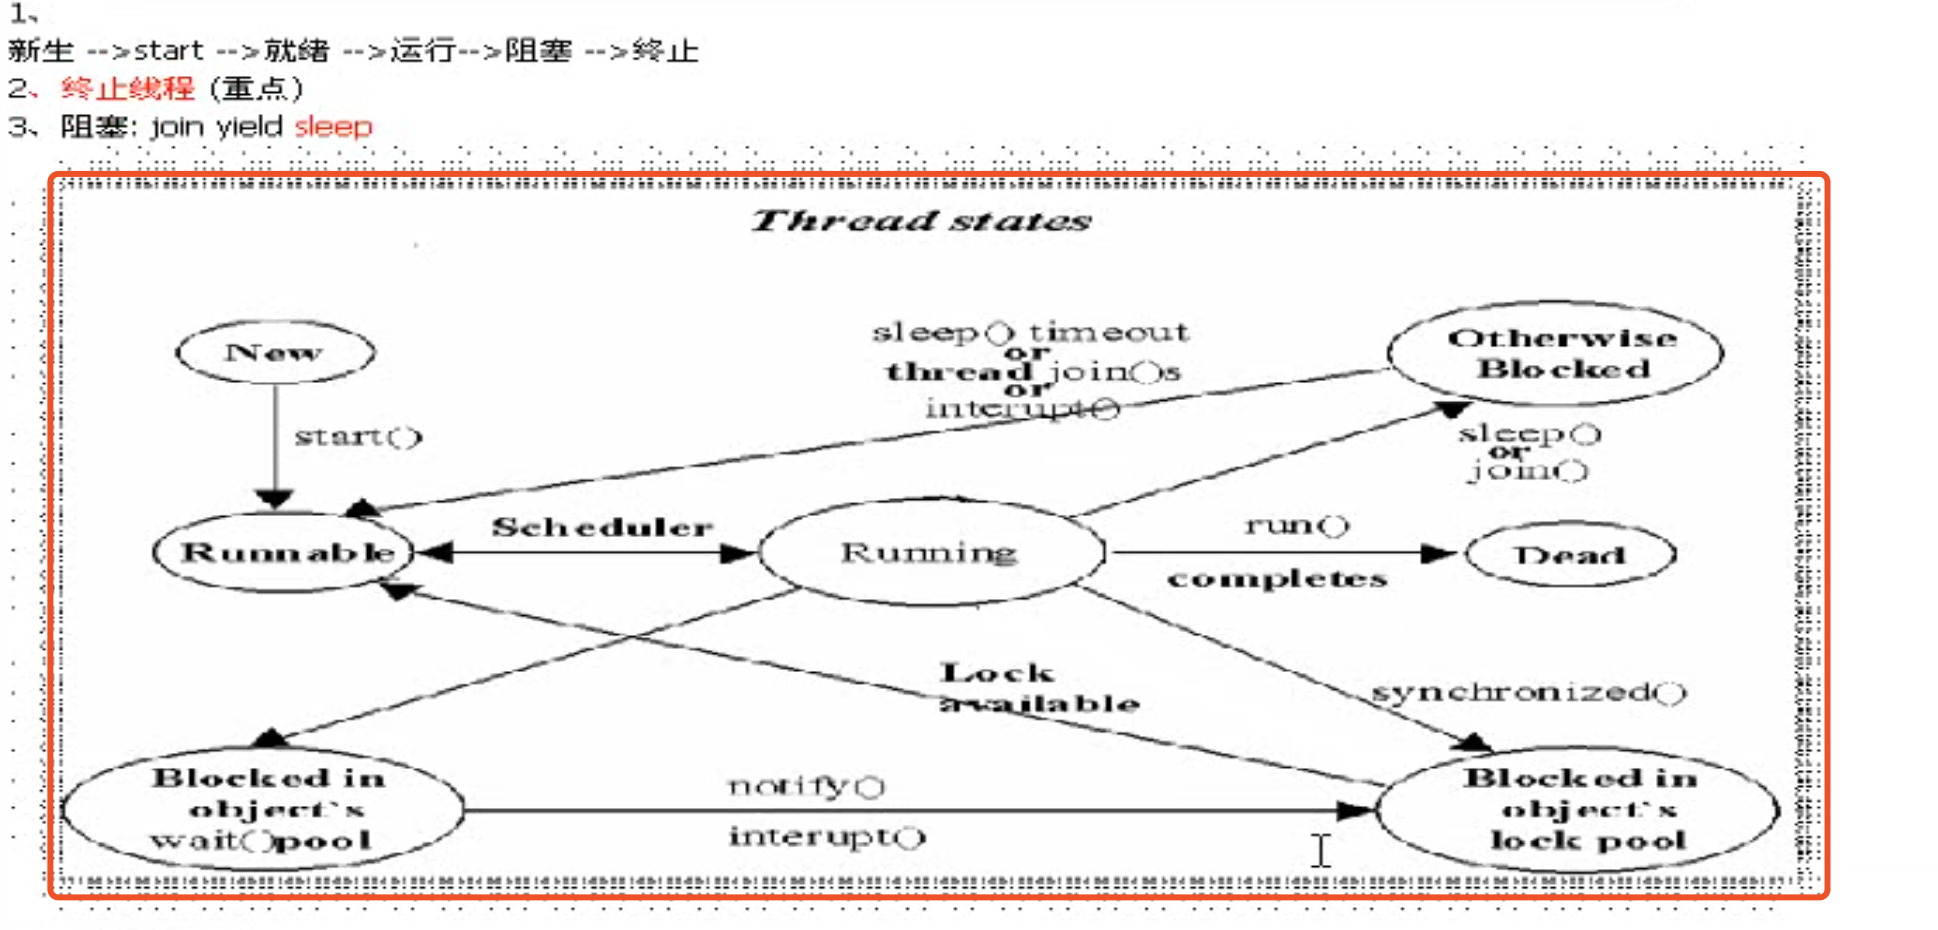 1、
新生 -->start -->就绪 -->运行-->阻塞 -->终止
2、终止线程 (重点)
3、阻塞: join yield sleep
Thread states
New
sleep() timeout
or
thread join()s
or
interupt()
Otherwise
Blocked
start()
sleep()
or
join()
Runnable
Scheduler
Running
run()
completes
Dead
Lock
available
synchronized()
Blocked in
object`s
wait()pool
notify()
interupt()
Blocked in
object`s
lock pool